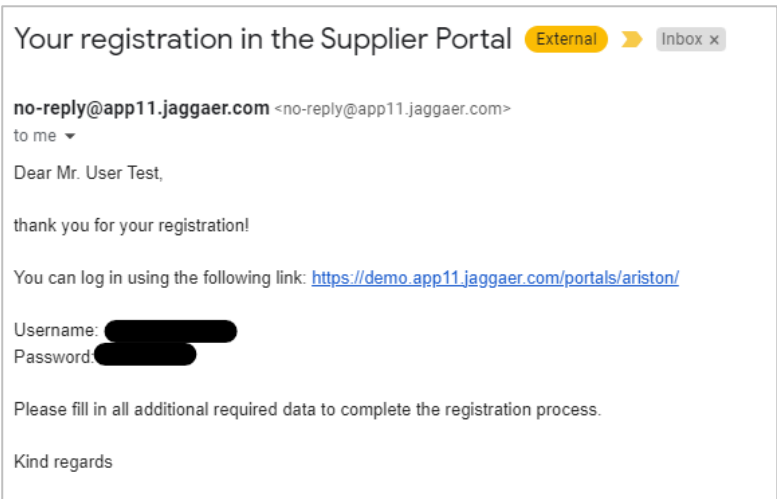 Your registration in the Supplier Portal External Inbox x
no-reply@app11.jaggaer.com <no-reply@app11.jaggaer.com>
to me
Dear Mr. User Test,
thank you for your registration!
You can log in using the following link: https://demo.app11.jaggaer.com/portals/ariston/
Username:
Password:
Please fill in all additional required data to complete the registration process.
Kind regards